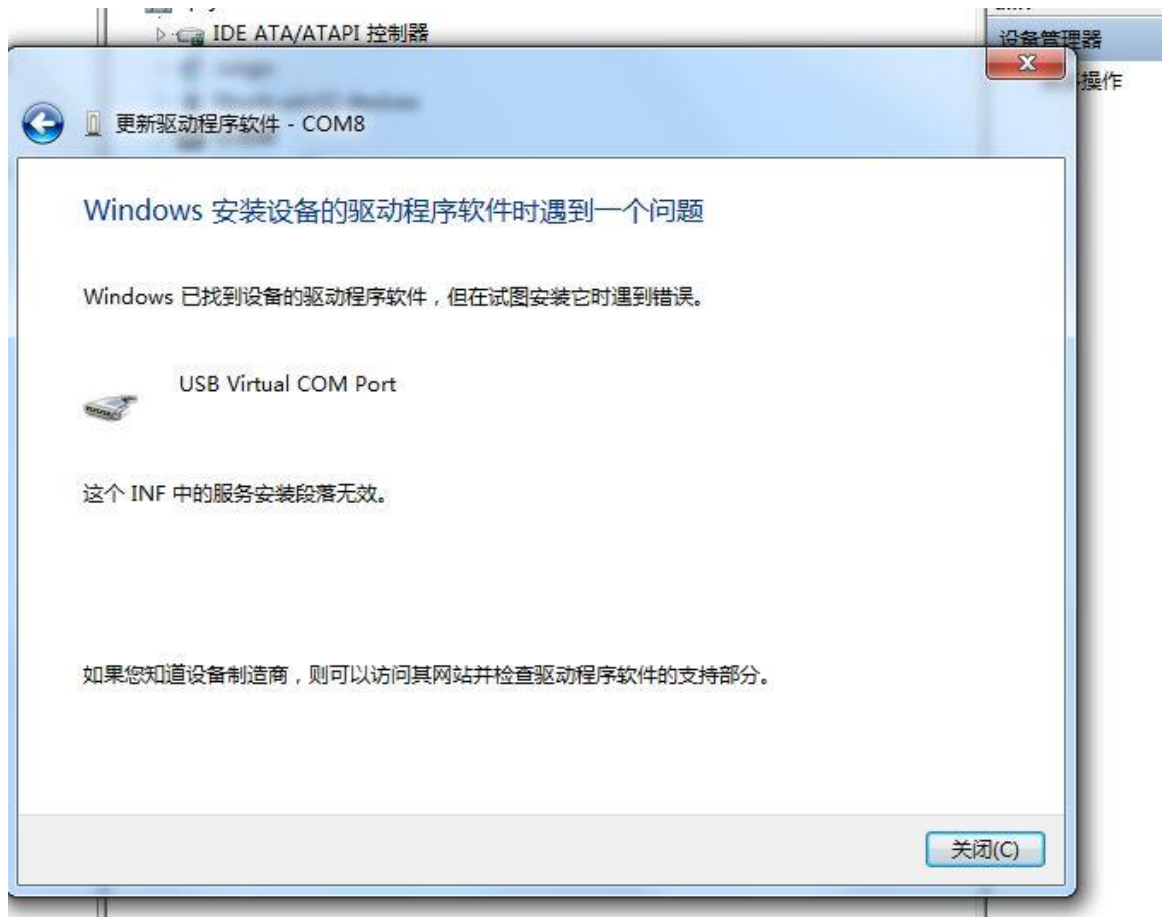 IDE ATA/ATAPI 控制器
设备管理器
操作
更新驱动程序软件 - COM8
Windows 安装设备的驱动程序软件时遇到一个问题
Windows 已找到设备的驱动程序软件，但在试图安装它时遇到错误。
USB Virtual COM Port
这个 INF 中的服务安装段落无效。
如果您知道设备制造商，则可以访问其网站并检查驱动程序软件的支持部分。
关闭(C)